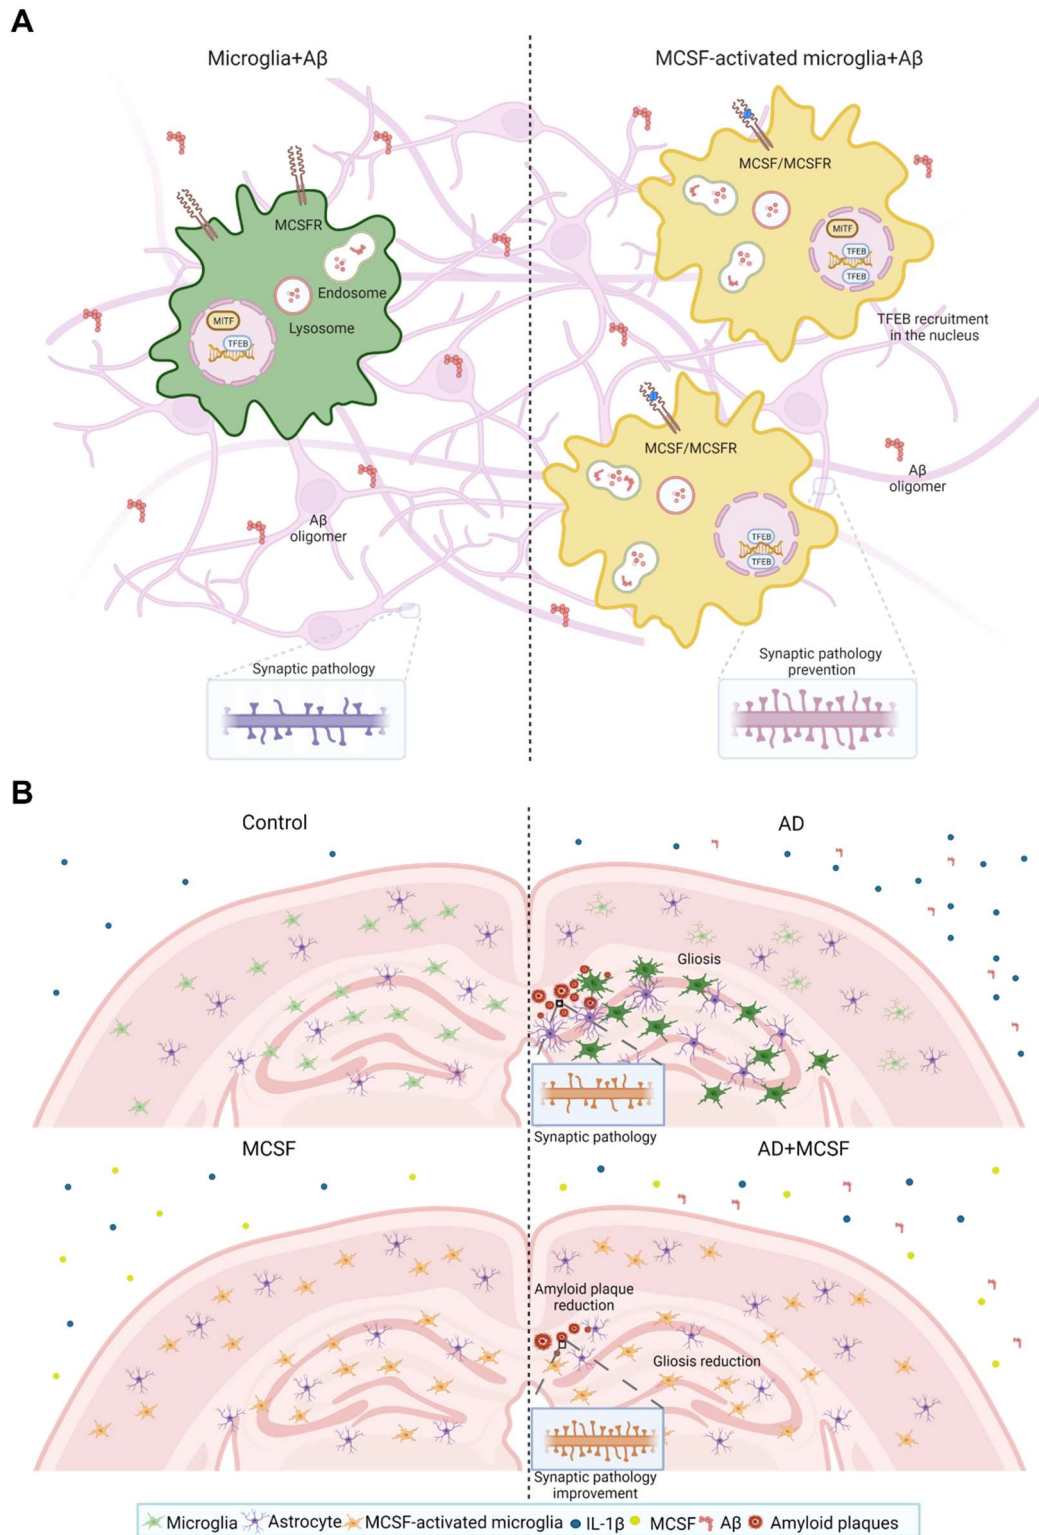 A
Microglia+Aβ
MCSF-activated microglia+Aβ
MCSFR
Endosome
Lysosome
MITF
TFEB
MCSF/MCSFR
MITF
TFEB
TFEB
TFEB recruitment
in the nucleus
MCSF/MCSFR
TFEB
TFEB
Aβ
oligomer
Aβ
oligomer
Synaptic pathology
Synaptic pathology
prevention
B
Control
AD
Gliosis
Synaptic pathology
MCSF
AD+MCSF
Amyloid plaque
reduction
Gliosis reduction
Synaptic pathology
improvement
Microglia Astrocyte MCSF-activated microglia IL-1β MCSF Aβ Amyloid plaques